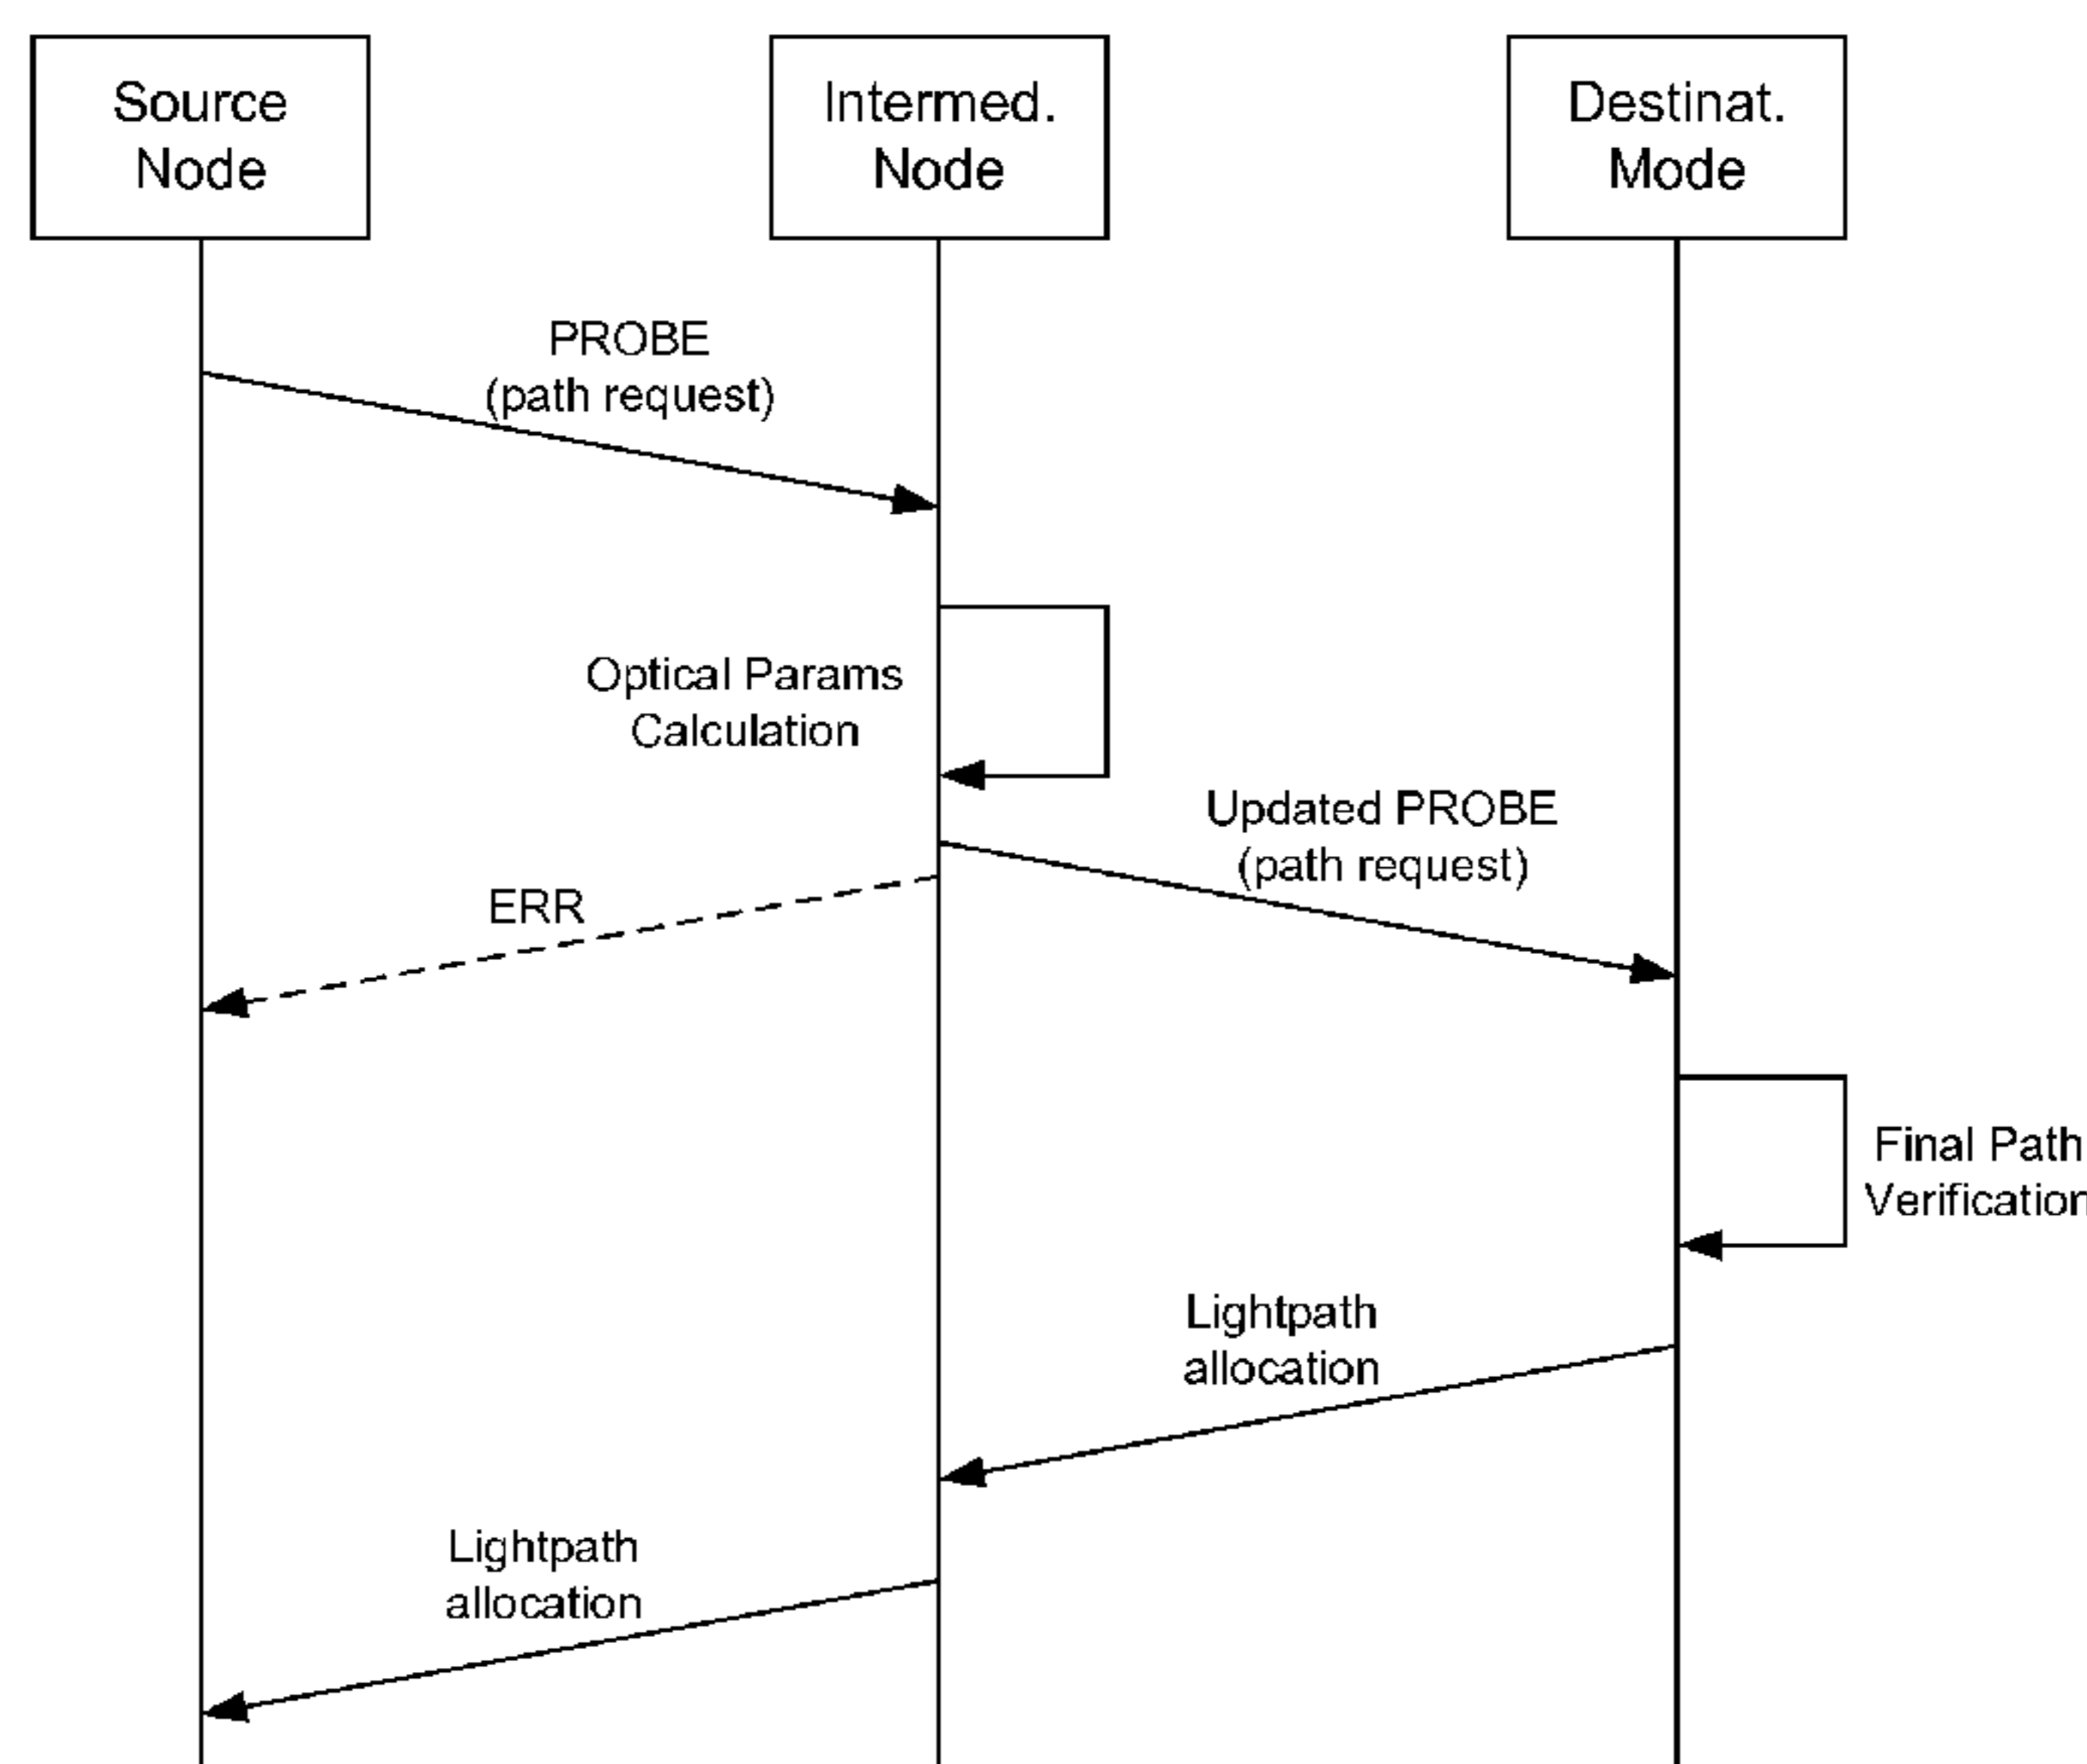 Source
Node
Intermed.
Node
Destinat.
Mode
PROBE
(path request)
Optical Params
Calculation
Updated PROBE
(path request)
ERR
Final Path
Verification
Lightpath
allocation
Lightpath
allocation